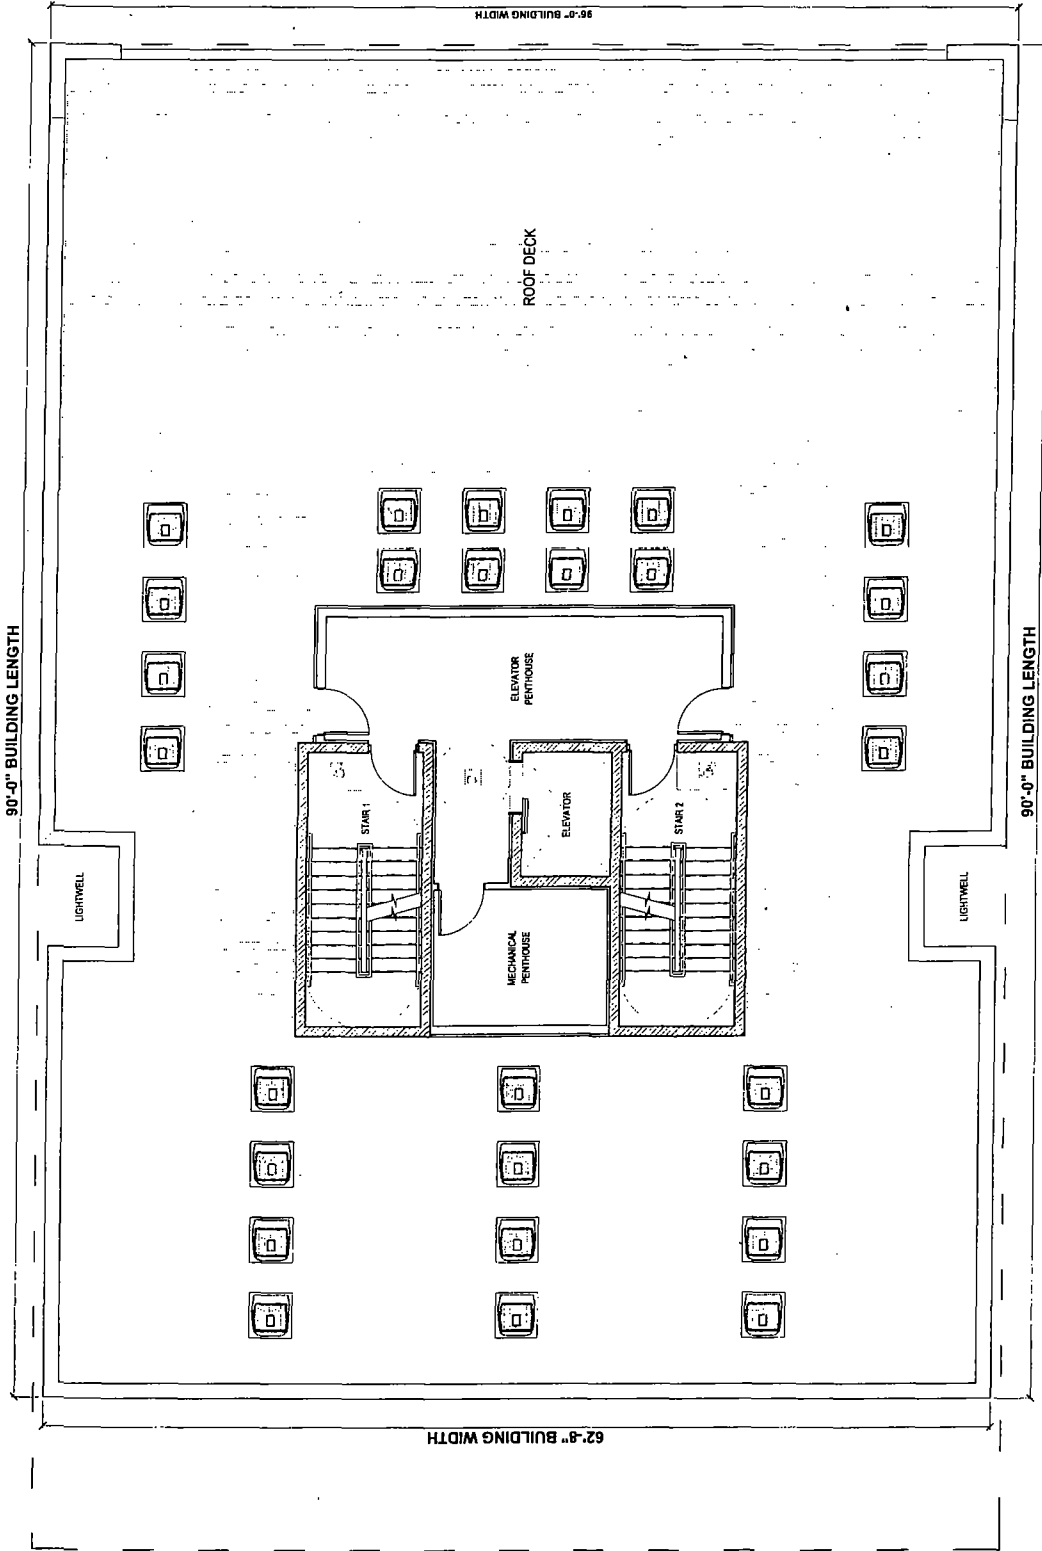 96'-0" BUILDING WIDTH
ROOF DECK
90'-0" BUILDING LENGTH
90'-0" BUILDING LENGTH
ELEVATOR
PENTHOUSE
STAIR 1
ELEVATOR
STAIR 2
LIGHTWELL
LIGHTWELL
MECHANICAL
PENTHOUSE
62'-8" BUILDING WIDTH